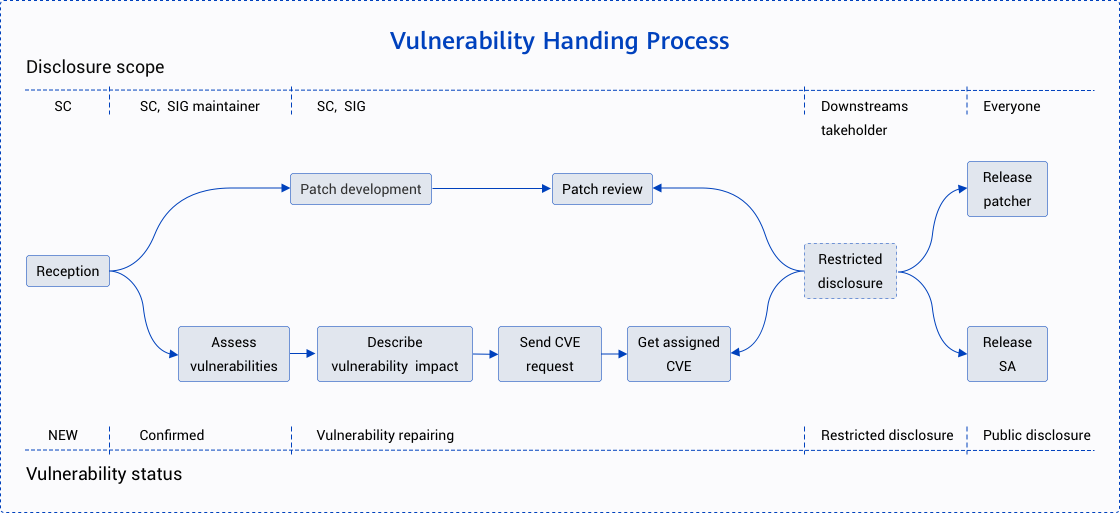 Vulnerability Handing Process
Disclosure scope
SC
SC, SIG maintainer
SC, SIG
Downstreams
takeholder
Everyone
Patch development
Patch review
Release
patcher
Reception
Restricted
disclosure
Assess
vulnerabilities
Describe
vulnerability impact
Send CVE
request
Get assigned
CVE
Release
SA
NEW
Confirmed
Vulnerability repairing
Restricted disclosure
Public disclosure
Vulnerability status